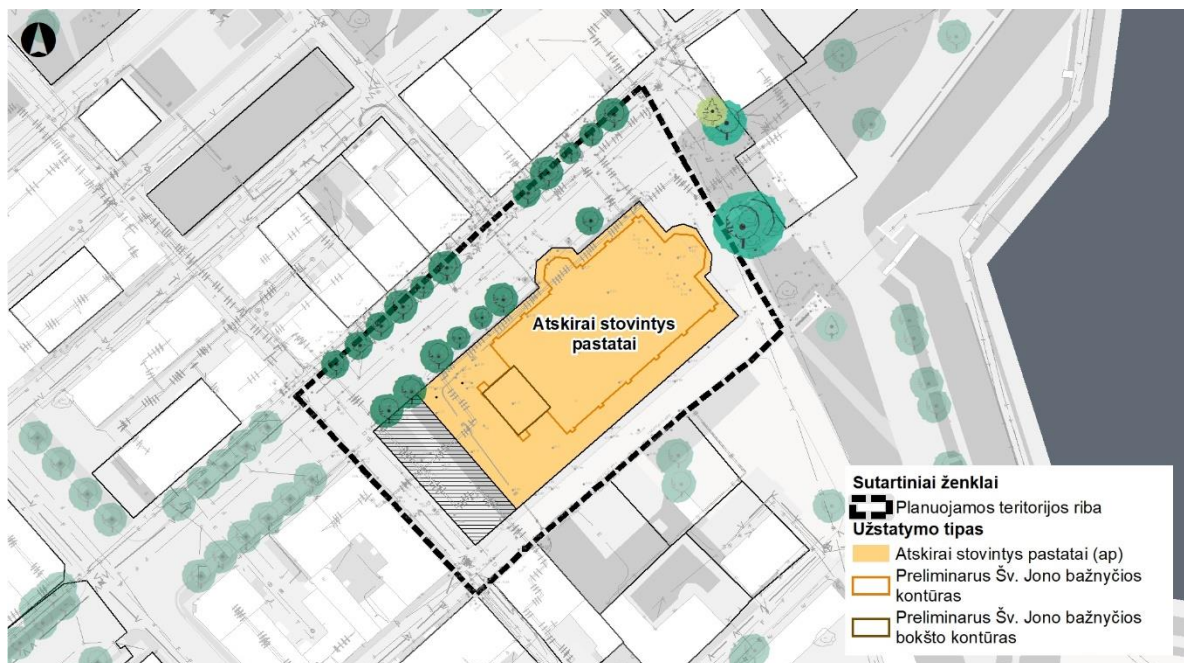 Atskirai stovintys
pastatai
Sutartiniai ženklai
Planuojamos teritorijos riba
Užstatymo tipas
Atskirai stovintys pastatai (ap)
Preliminarus Šv. Jono bažnyčios
kontūras
Preliminarus Šv. Jono bažnyčios
bokšto kontūras